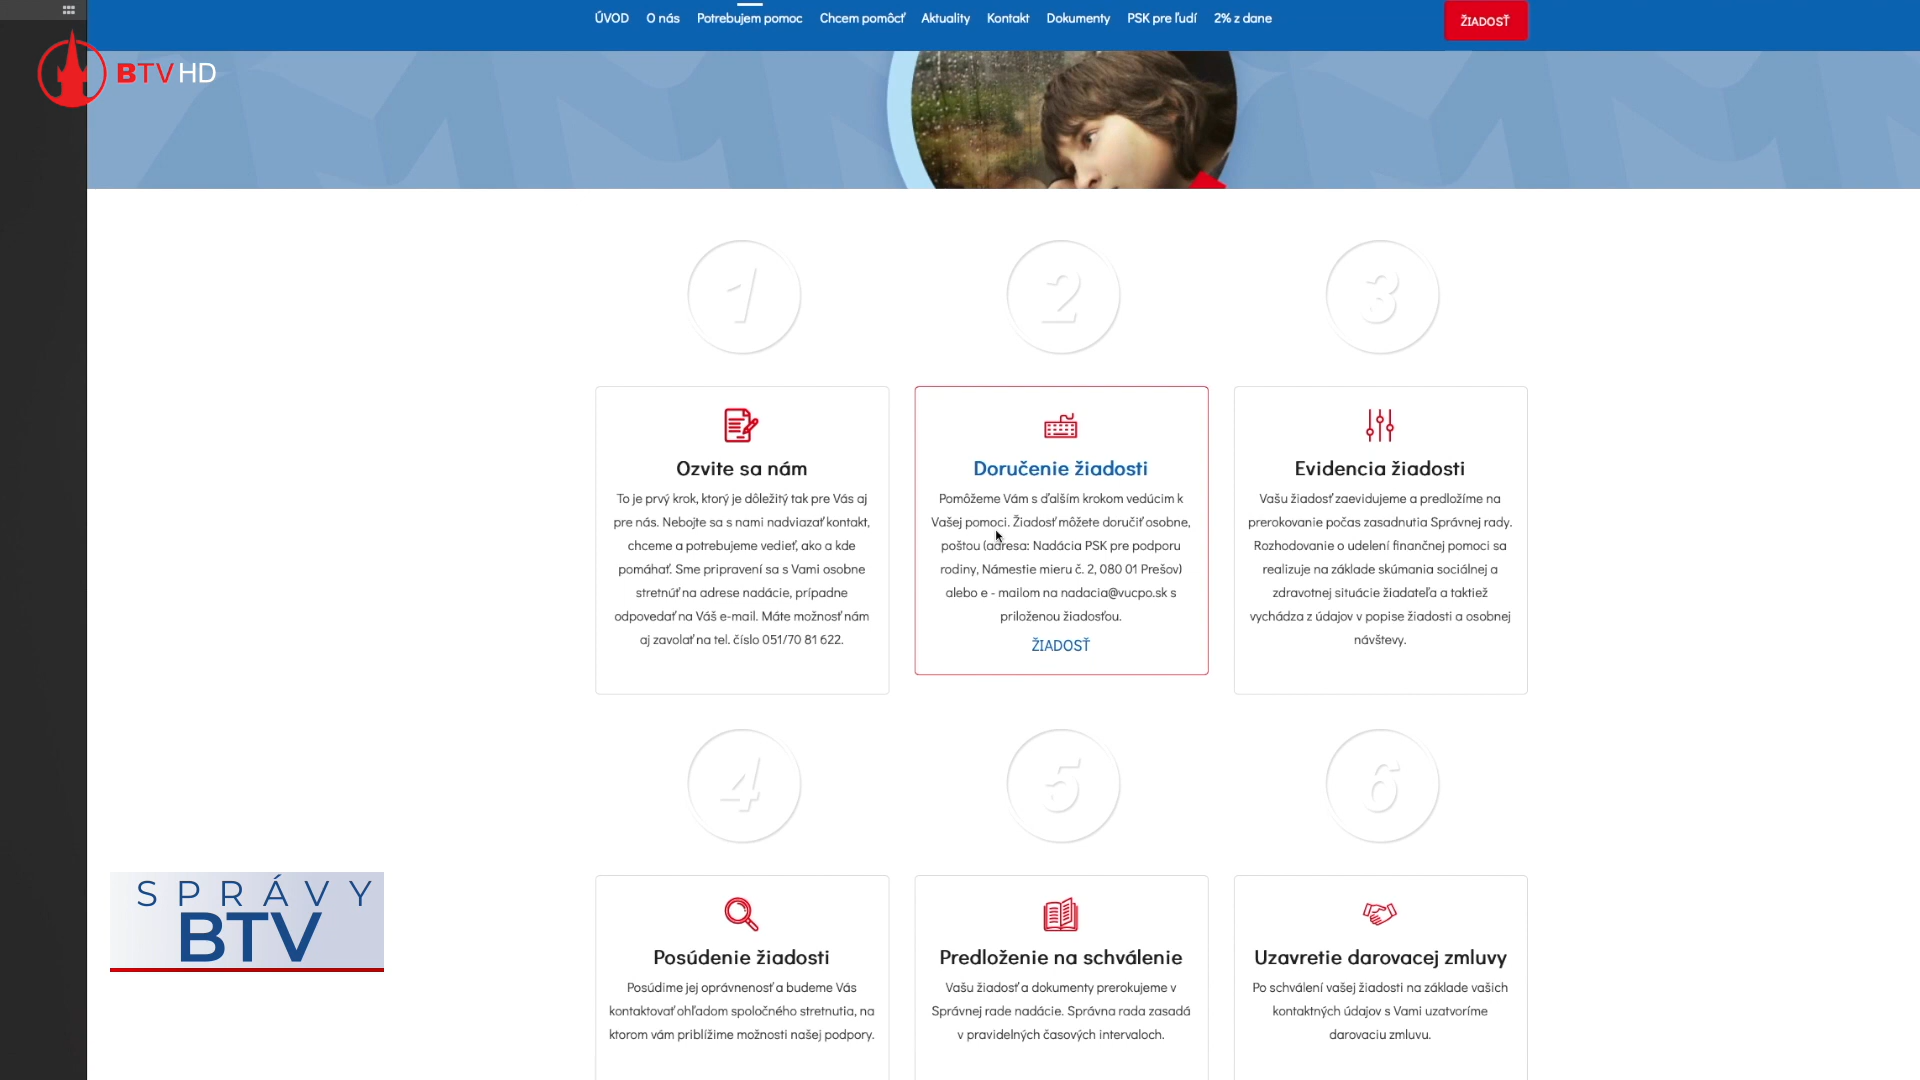 ÚVOD O nás Potrebujem pomoc Chcem pomôcť Aktuality Kontakt Dokumenty PSK pre ľudí 2% z dane ŽIADOSŤ
BTV HD
1 2 3
Ozvite sa nám
To je prvý krok, ktorý je dôležitý tak pre Vás aj
pre nás. Nebojte sa s nami nadviazať kontakt,
chceme a potrebujeme vedieť, ako a kde
pomáhať. Sme pripravení sa s Vami osobne
stretnúť na adrese nadácie, prípadne
odpovedať na Váš e-mail. Máte možnosť nám
aj zavolať na tel. číslo 051/70 81 622.
Doručenie žiadosti
Pomôžeme Vám s ďalším krokom vedúcim k
Vašej pomoci. Žiadosť môžete doručiť osobne,
poštou (adresa: Nadácia PSK pre podporu
rodiny, Námestie mieru č. 2, 080 01 Prešov)
alebo e - mailom na nadacia@vucpo.sk s
priloženou žiadosťou.
ŽIADOSŤ
Evidencia žiadosti
Vašu žiadosť zaevidujeme a predložíme na
prerokovanie počas zasadnutia Správnej rady.
Rozhodovanie o udelení finančnej pomoci sa
realizuje na základe skúmania sociálnej a
zdravotnej situácie žiadateľa a taktiež
vychádza z údajov v popise žiadosti a osobnej
návštevy.
4 5 6
Posúdenie žiadosti
Posúdime jej oprávnenosť a budeme Vás
kontaktovať ohľadom spoločného stretnutia, na
ktorom vám priblížime možnosti našej podpory.
Predloženie na schválenie
Vašu žiadosť a dokumenty prerokujeme v
Správnej rade nadácie. Správna rada zasadá
v pravidelných časových intervaloch.
Uzavretie darovacej zmluvy
Po schválení vašej žiadosti na základe vašich
kontaktných údajov s Vami uzatvoríme
darovaciu zmluvu.
SPRÁVY
BTV